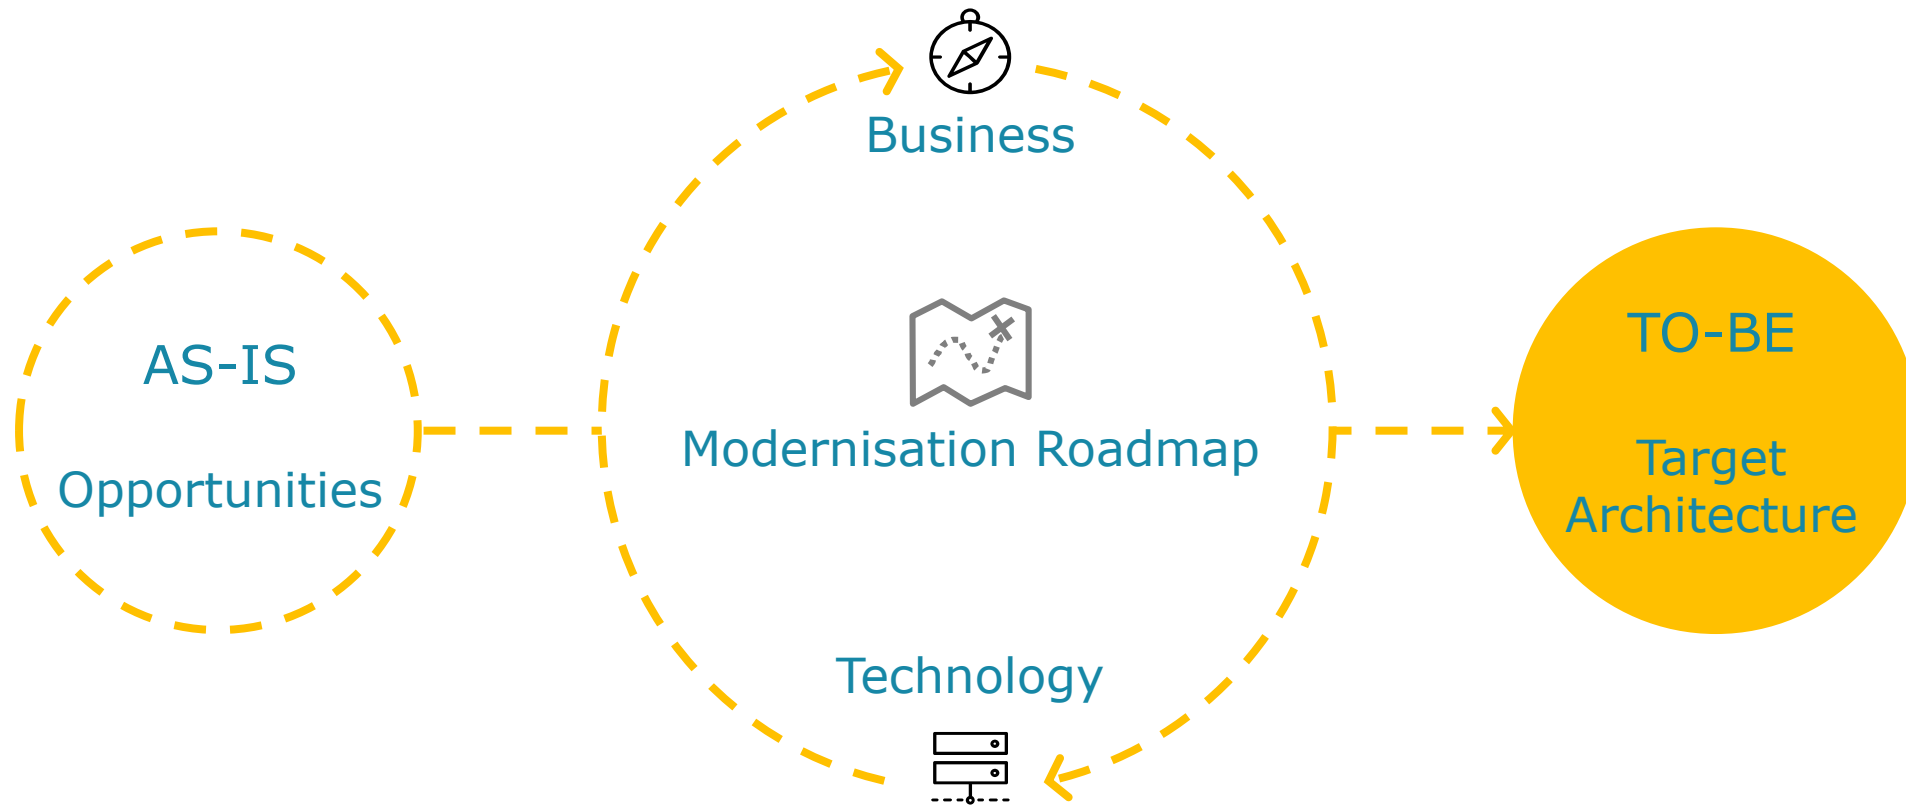 Business
AS-IS
Opportunities
Modernisation Roadmap
Technology
TO-BE
Target
Architecture